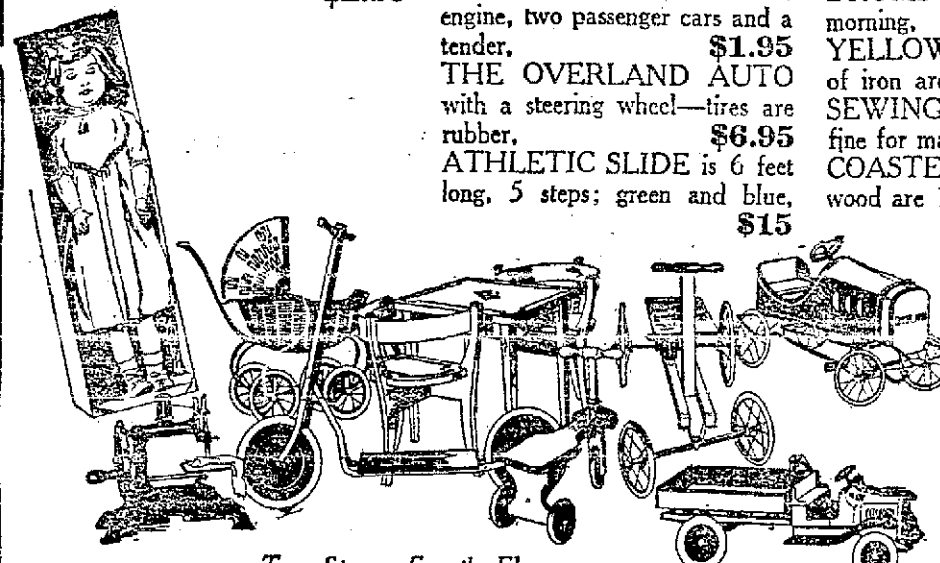 engine, two passenger cars and a
tender, $1.95
THE OVERLAND AUTO
with a steering wheel—tires are
rubber, $6.95
ATHLETIC SLIDE is 6 feet
long, 5 steps; green and blue,
$15
morning,
YELLOW
of iron are
SEWING
fine for ma
COASTE
wood are